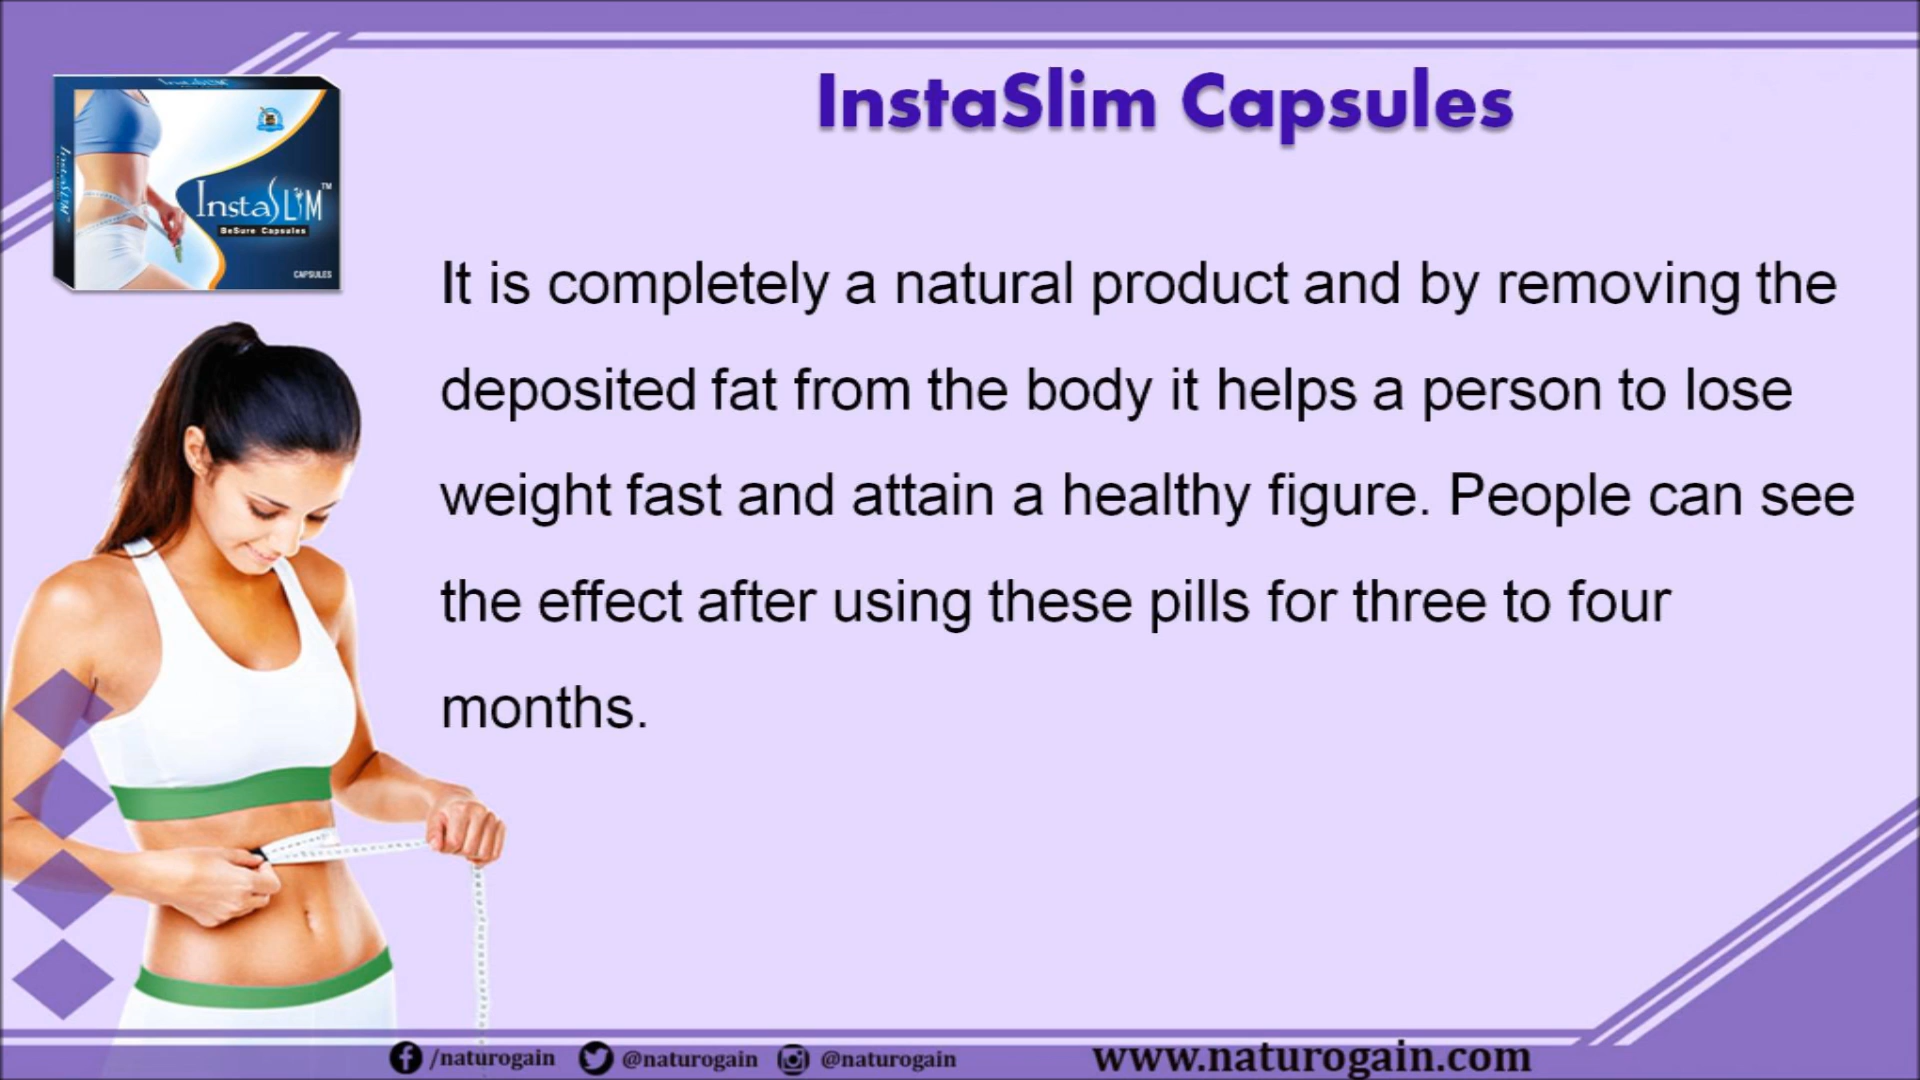 InstaSlim Capsules
InstaSLiM™
BeSure Capsules
CAPSULES
It is completely a natural product and by removing the
deposited fat from the body it helps a person to lose
weight fast and attain a healthy figure. People can see
the effect after using these pills for three to four
months.
/naturogain @naturogain @naturogain www.naturogain.com